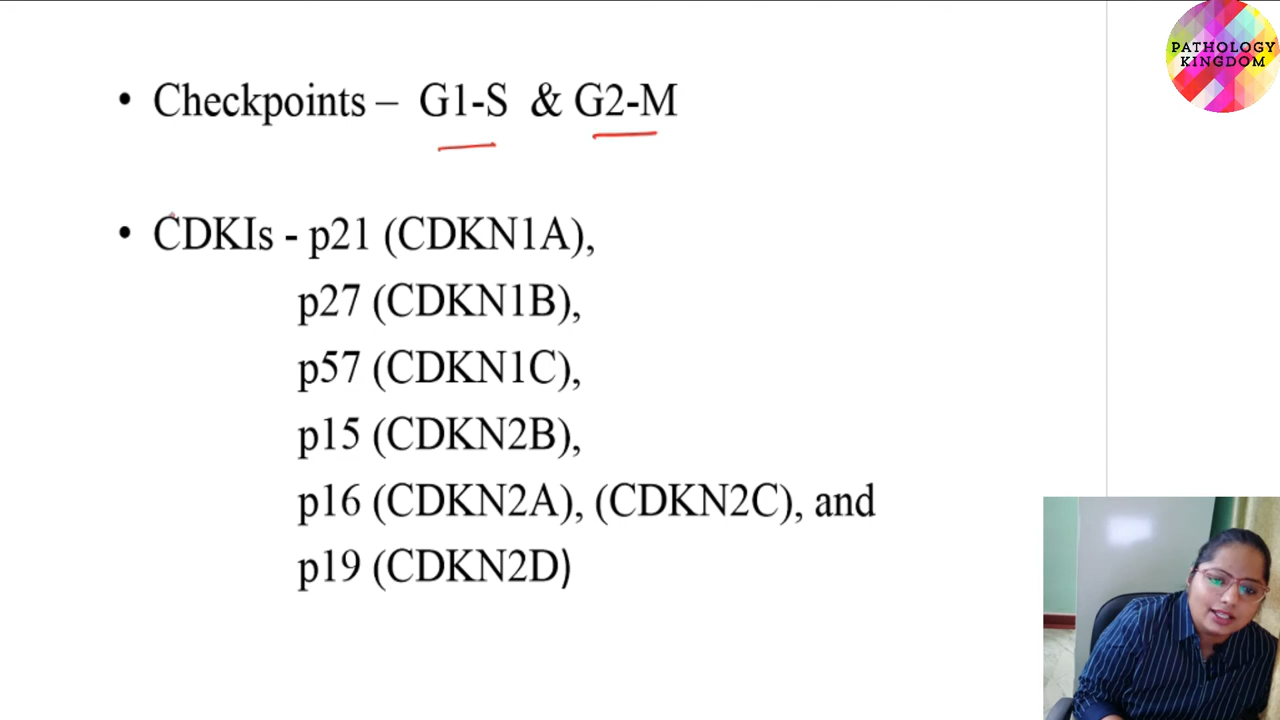 PATHOLOGY
KINGDOM
• Checkpoints – G1-S & G2-M
• CDKIs - p21 (CDKN1A),
p27 (CDKN1B),
p57 (CDKN1C),
p15 (CDKN2B),
p16 (CDKN2A), (CDKN2C), and
p19 (CDKN2D)